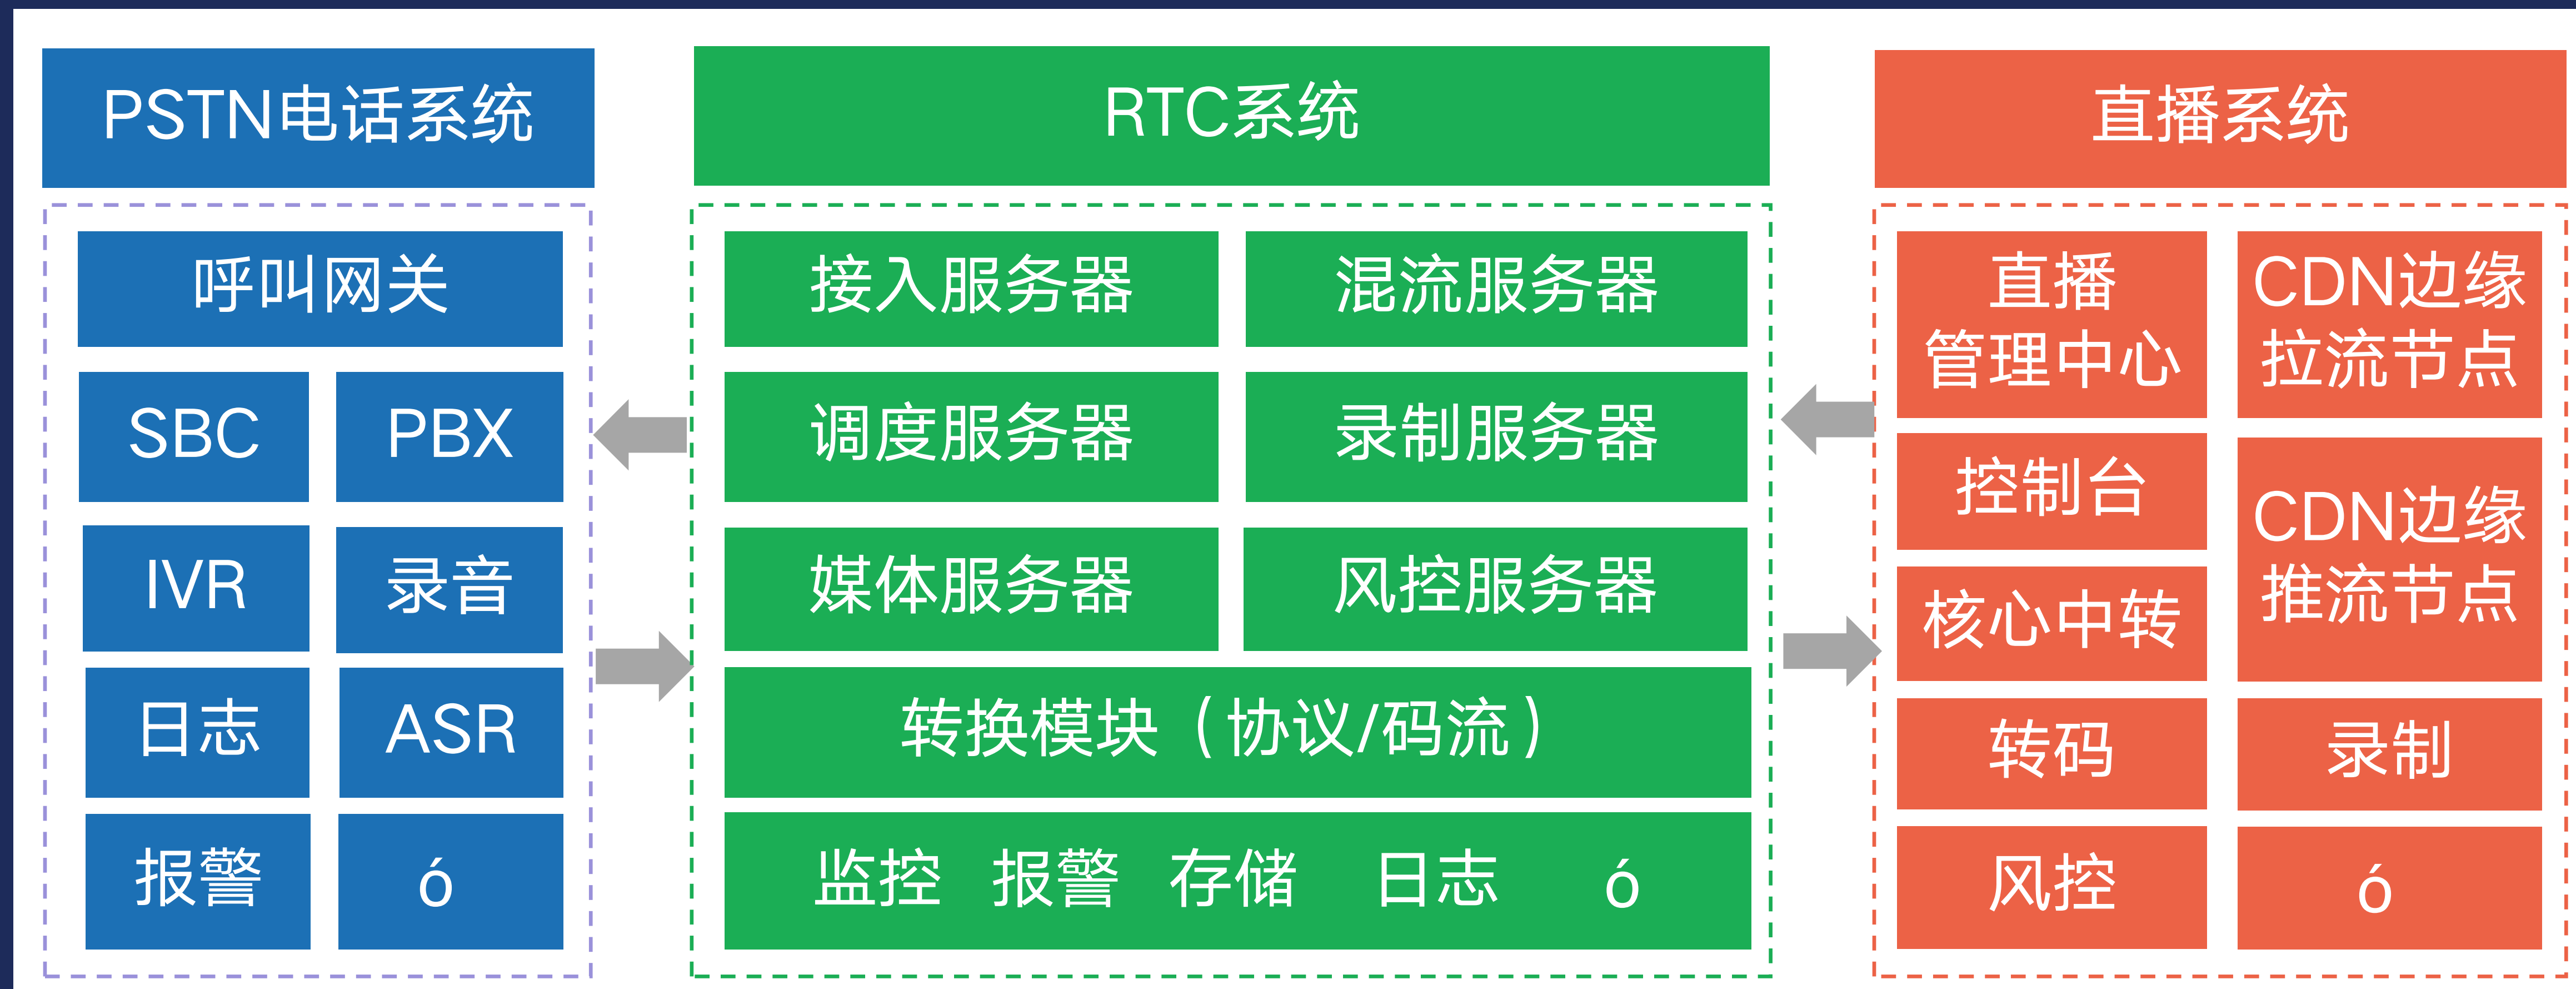 PSTN电话系统
呼叫网关
SBC
PBX
IVR
录音
日志
ASR
报警
ó
RTC系统
接入服务器
混流服务器
调度服务器
录制服务器
媒体服务器
风控服务器
转换模块（协议/码流）
监控 报警 存储 日志 ó
直播系统
直播
管理中心
CDN边缘
拉流节点
控制台
CDN边缘
推流节点
核心中转
转码
录制
风控
ó